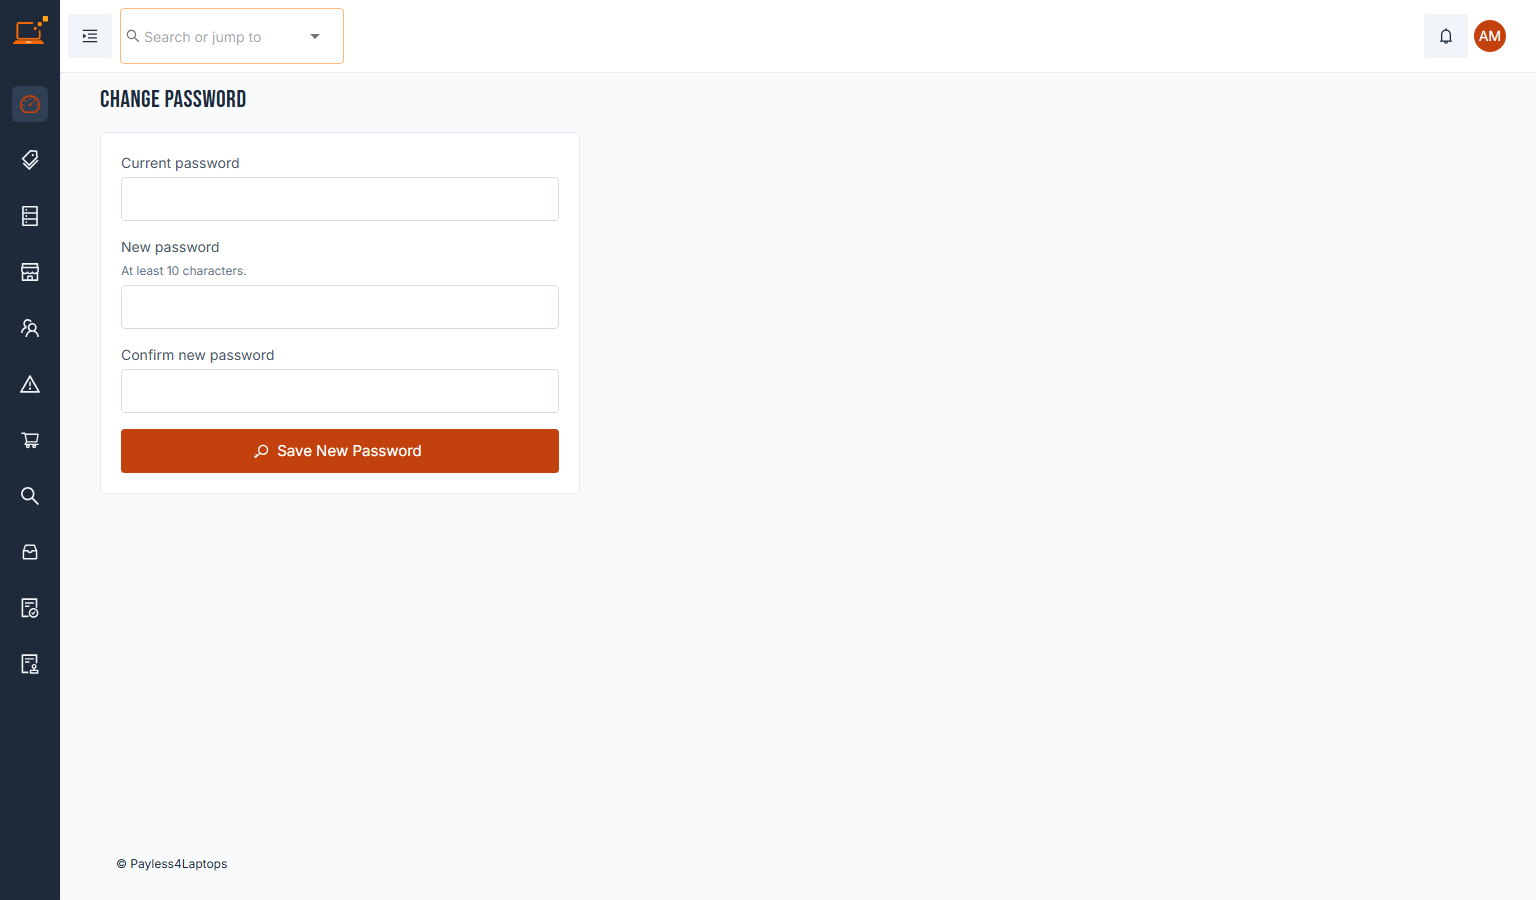 Search or jump to
AM
CHANGE PASSWORD
Current password
New password
At least 10 characters.
Confirm new password
Save New Password
© Payless4Laptops